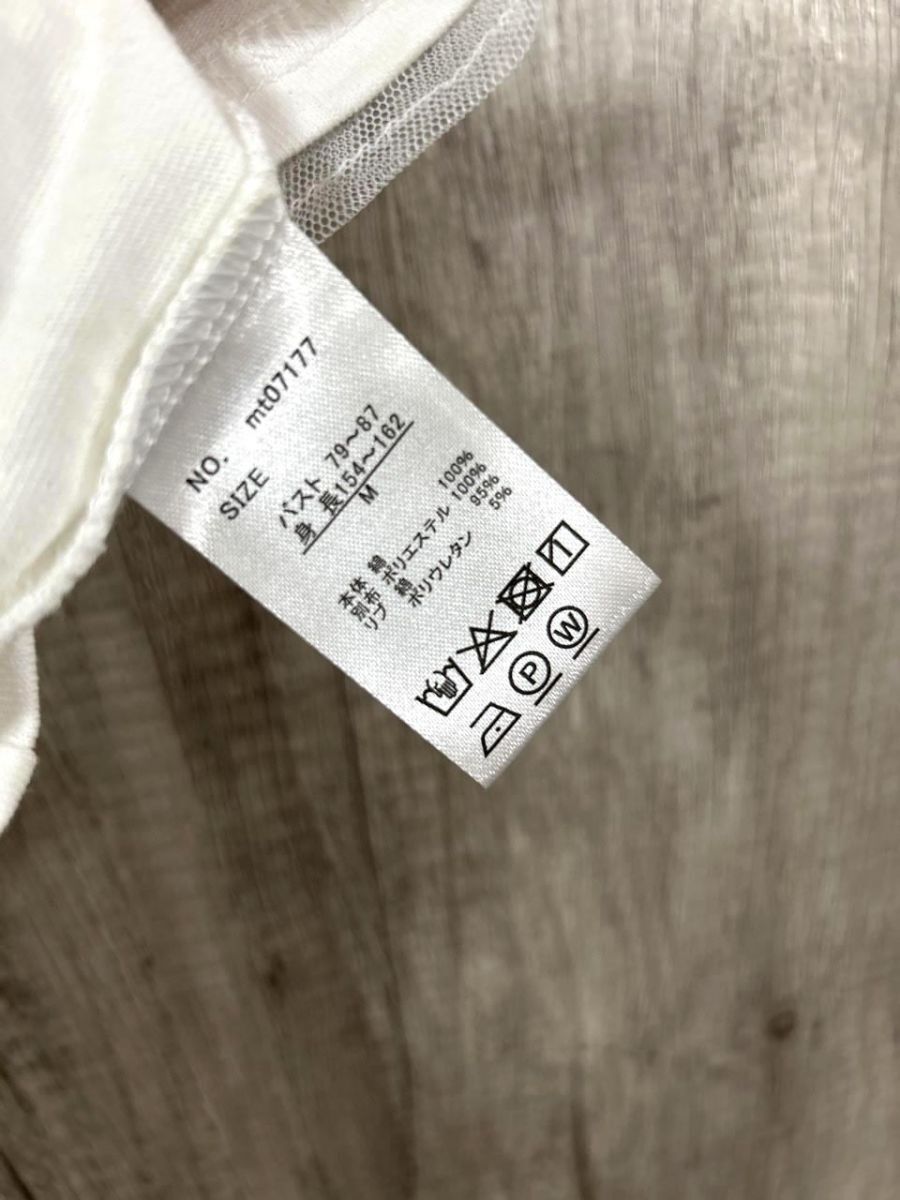 NO. mt07177
SIZE
バスト 79～87
身 長154～162
M
本体 綿 100%
別布 ポリエステル 100%
リブ 綿 95%
ポリウレタン 5%
P
W